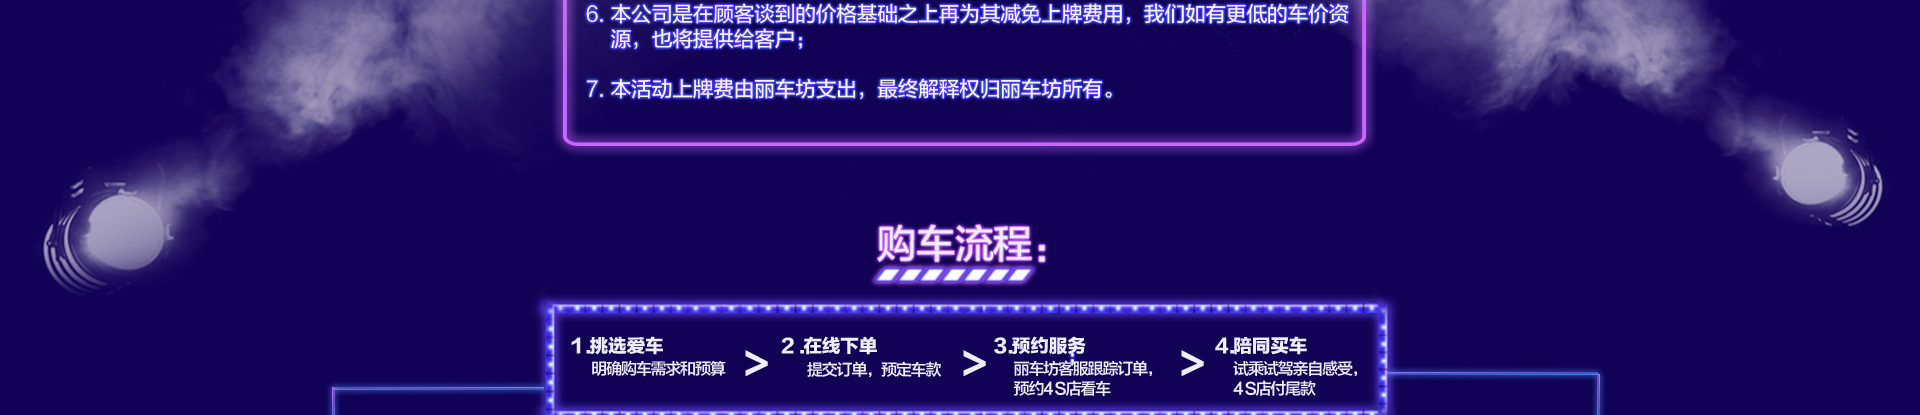 6. 本公司是在顾客谈到的价格基础之上再为其减免上牌费用，我们如有更低的车价资
源，也将提供给客户；
7. 本活动上牌费由丽车坊支出，最终解释权归丽车坊所有。
购车流程：
1.挑选爱车
明确购车需求和预算
>
2.在线下单
提交订单，预定车款
>
3.预约服务
丽车坊客服跟踪订单，
预约4S店看车
>
4.陪同买车
试乘试驾亲自感受，
4S店付尾款